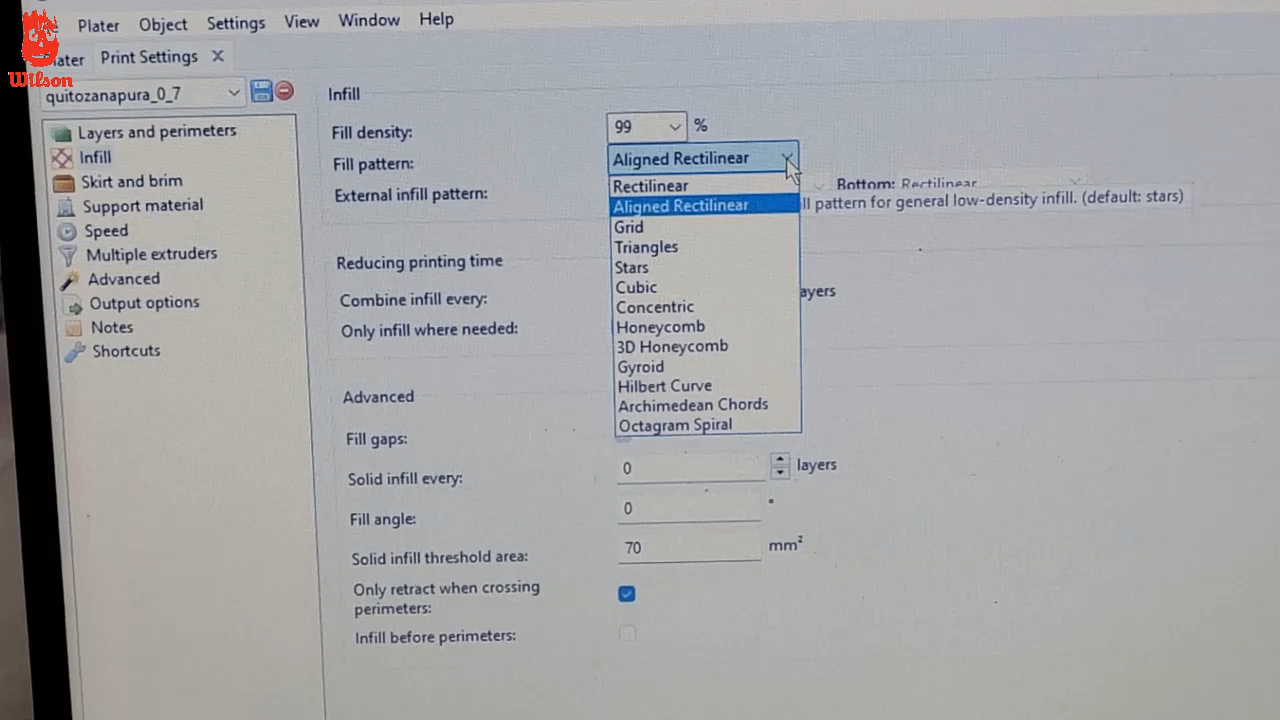 Plater Object Settings View Window Help
Wilson
ater Print Settings
quitozanapura_0_7
Layers and perimeters
Infill
Skirt and brim
Support material
Speed
Multiple extruders
Advanced
Output options
Notes
Shortcuts
Infill
Fill density: 99 %
Fill pattern: Aligned Rectilinear
External infill pattern: Bottom: Rectilinear
Rectilinear
Aligned Rectilinear
Grid
Triangles
Stars
Cubic
Concentric
Honeycomb
3D Honeycomb
Gyroid
Hilbert Curve
Archimedean Chords
Octagram Spiral
ll pattern for general low-density infill. (default: stars)
Reducing printing time
Combine infill every: ayers
Only infill where needed:
Advanced
Fill gaps:
Solid infill every: 0 layers
Fill angle: 0 °
Solid infill threshold area: 70 mm²
Only retract when crossing
perimeters:
Infill before perimeters: